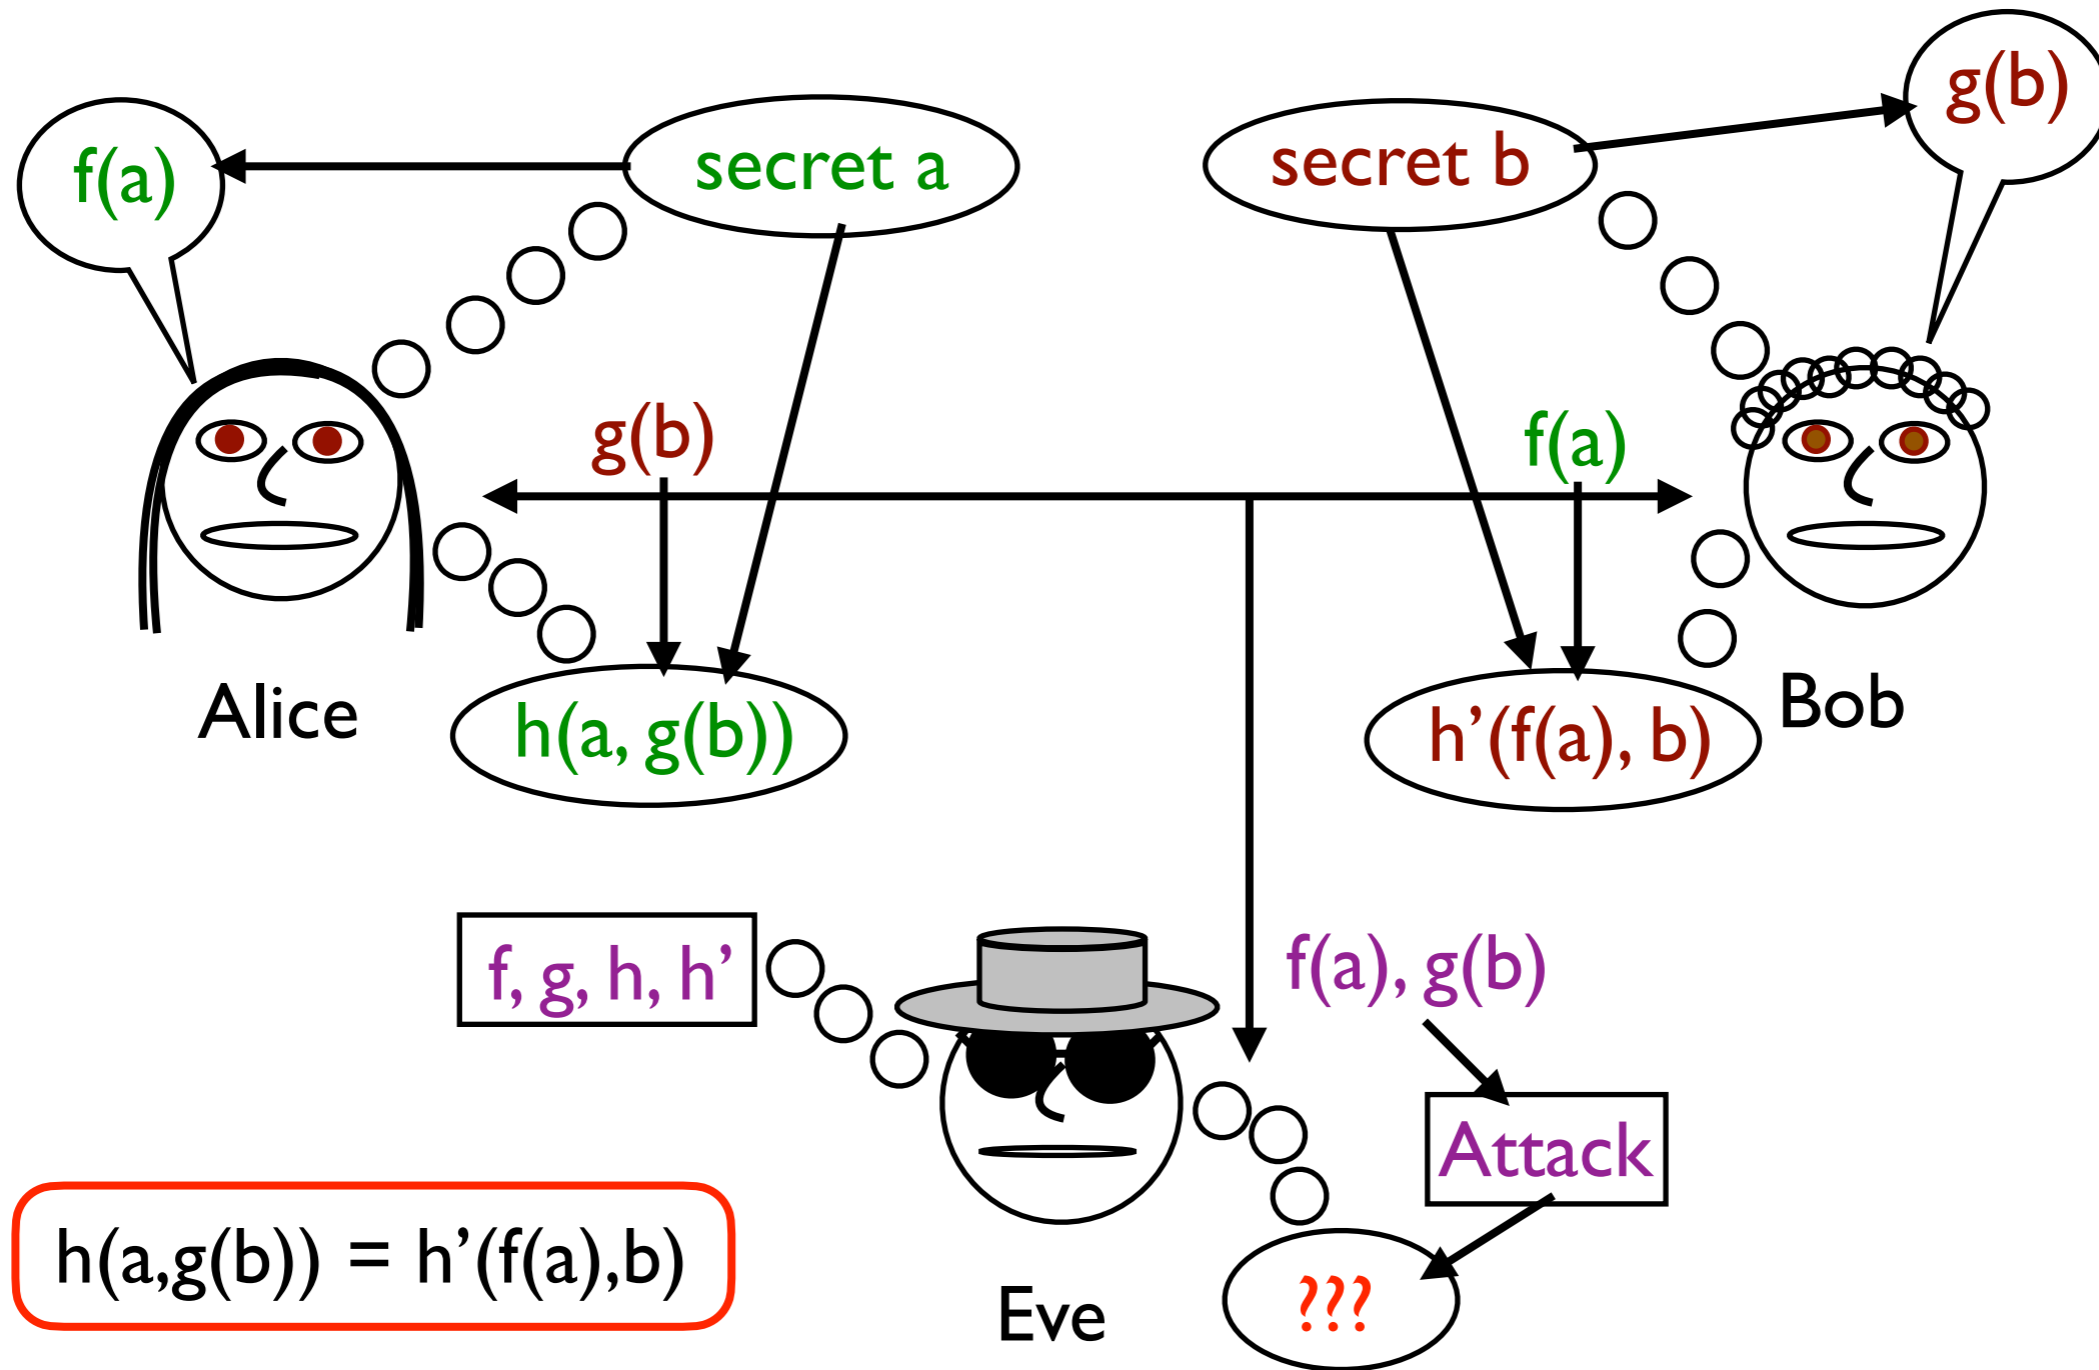 g(b)
f(a)
secret a
secret b
g(b)
f(a)
Alice
h(a, g(b))
h’(f(a), b)
Bob
f, g, h, h’
f(a), g(b)
Attack
h(a,g(b)) = h’(f(a),b)
Eve
???